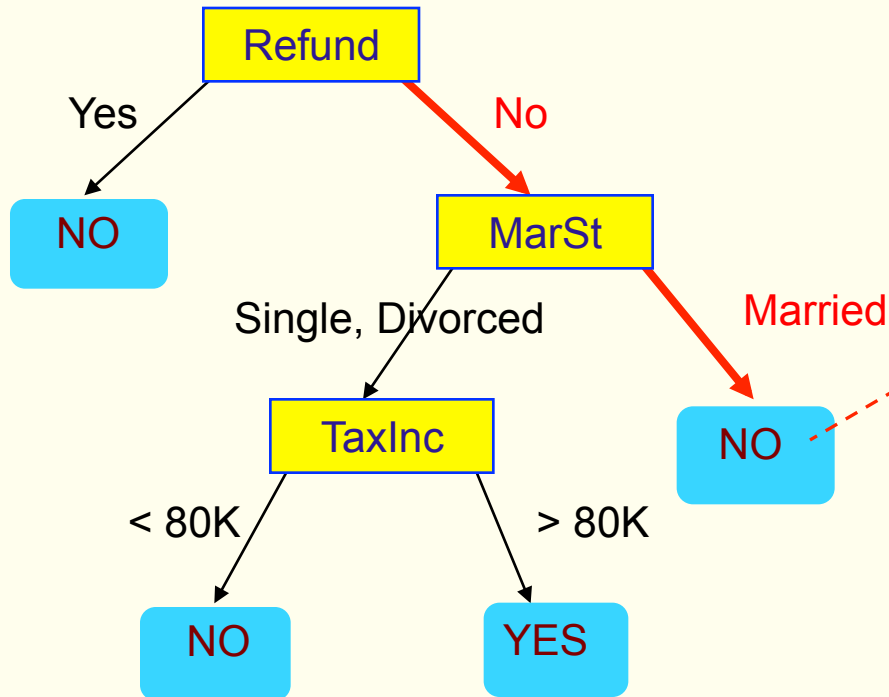 Refund
Yes
No
NO
MarSt
Single, Divorced
Married
TaxInc
NO
< 80K
> 80K
NO
YES